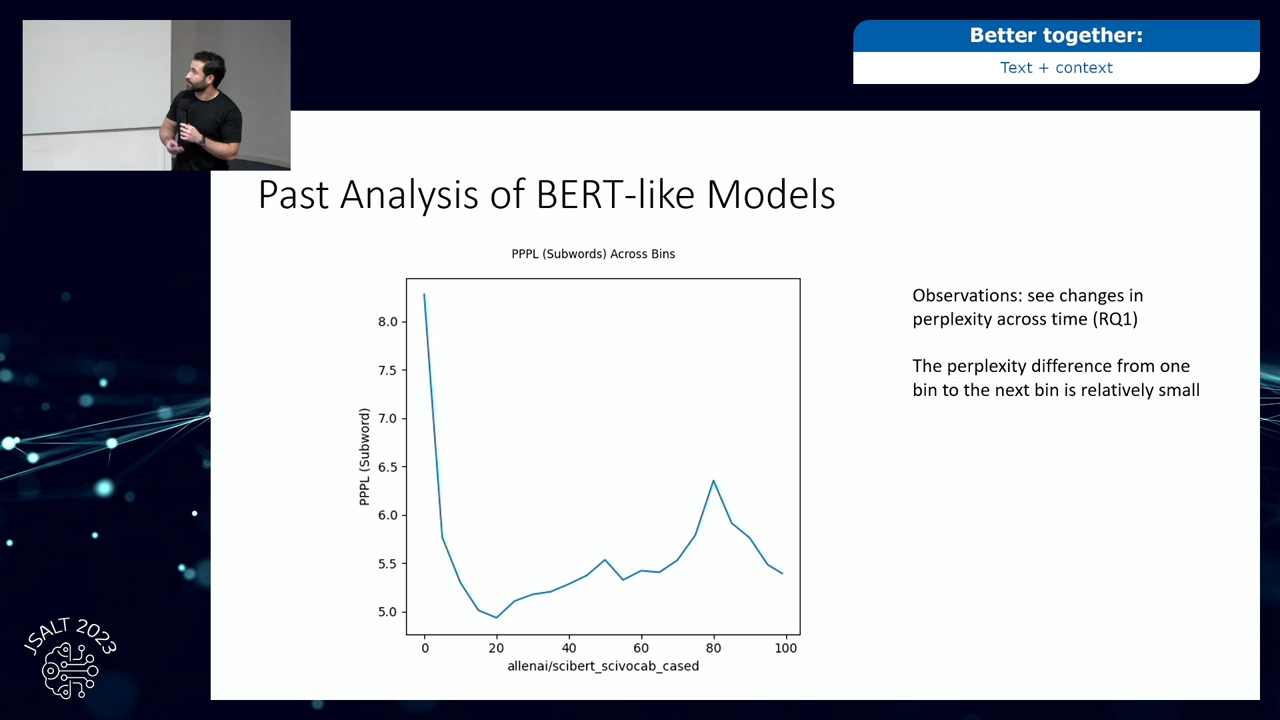 Better together:
Text + context
Past Analysis of BERT-like Models
PPPL (Subwords) Across Bins
Observations: see changes in
perplexity across time (RQ1)
The perplexity difference from one
bin to the next bin is relatively small
PPPL (Subword)
8.0
7.5
7.0
6.5
6.0
5.5
5.0
0 20 40 60 80 100
allenai/scibert_scivocab_cased
JSALT 2023